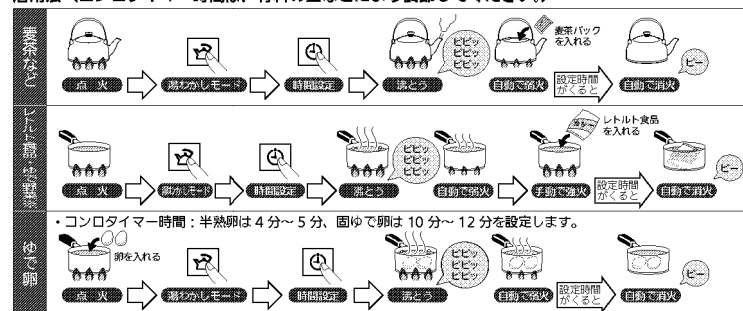 活用法（コンロタイマー時間は、材料の量などにより調節してください。）
麦茶など
点火
湯わかしモード
時間設定
沸とう
ピピッ
ピピッ
ピピッ
自動で弱火
麦茶パック
を入れる
設定時間
がくると
自動で消火
ピー
レトルト食品・ゆで野菜
点火
湯わかしモード
時間設定
沸とう
ピピッ
ピピッ
ピピッ
自動で弱火
手動で強火
レトルト食品
を入れる
設定時間
がくると
自動で消火
ピー
ゆで卵
・コンロタイマー時間：半熟卵は 4 分～ 5 分、固ゆで卵は 10 分～ 12 分を設定します。
卵を入れる
点火
湯わかしモード
時間設定
沸とう
ピピッ
ピピッ
ピピッ
自動で弱火
設定時間
がくると
自動で消火
ピー